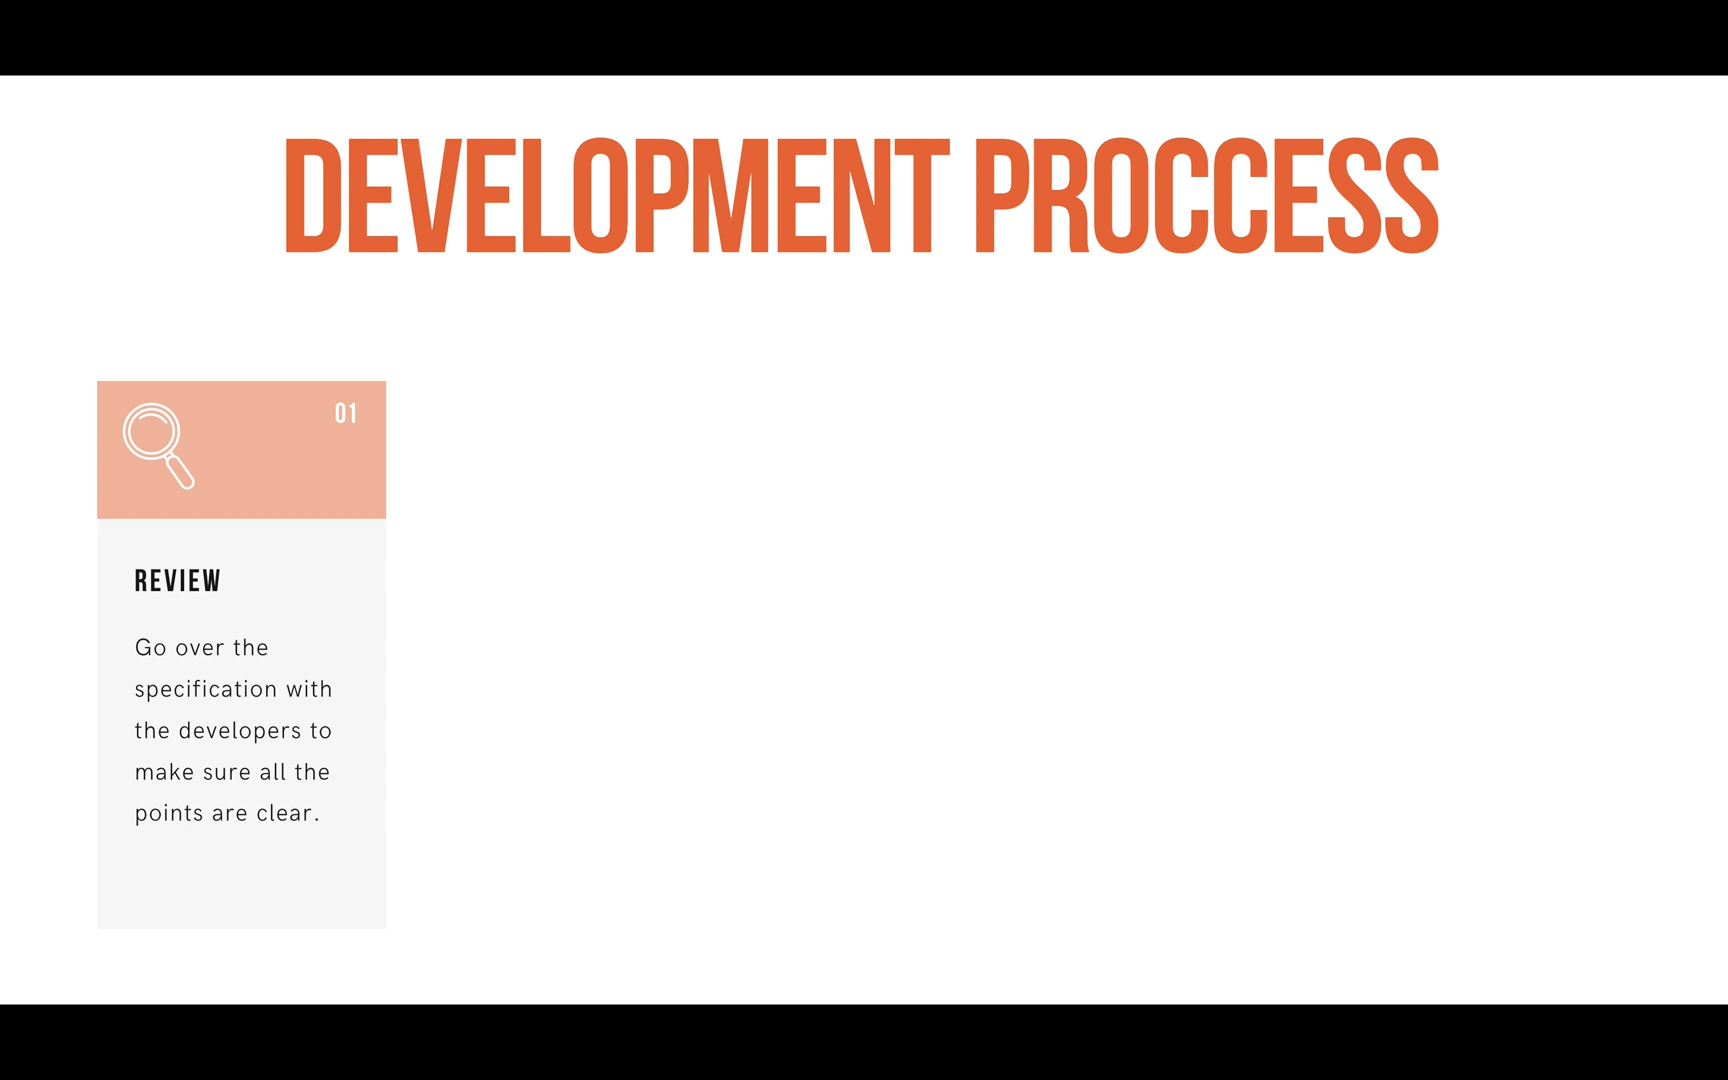 DEVELOPMENT PROCCESS
01
REVIEW
Go over the
specification with
the developers to
make sure all the
points are clear.